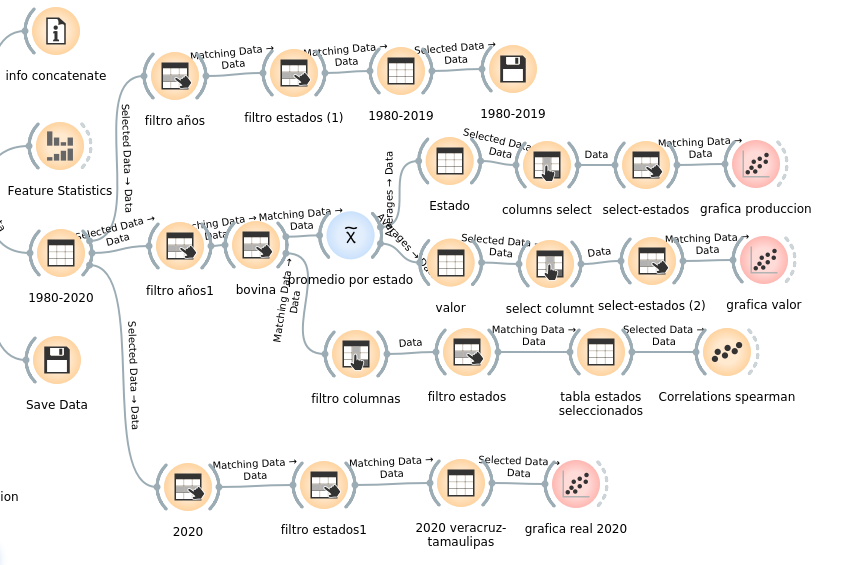 info concatenate
Matching Data → Data
filtro años
Matching Data → Data
filtro estados (1)
Selected Data → Data
1980-2019
1980-2019
Feature Statistics
Selected Data → Data
Estado
Selected Data
Data
columns select
Data
select-estados
Matching Data →
Data
grafica produccion
1980-2020
Selected Data →
Data
filtro años1
Data
bovina
Matching Data →
Data
promedio por estado
Averages → Data
Averages →
valor
Selected Data
Data
select columnt
Data
select-estados (2)
Matching Data →
Data
grafica valor
Matching Data →
Data
filtro columnas
Data
filtro estados
Matching Data →
Data
tabla estados
seleccionados
Selected Data →
Data
Correlations spearman
Save Data
Selected Data → Data
2020
Matching Data →
Data
filtro estados1
Matching Data →
Data
2020 veracruz-
tamaulipas
Selected Data →
Data
grafica real 2020
ion